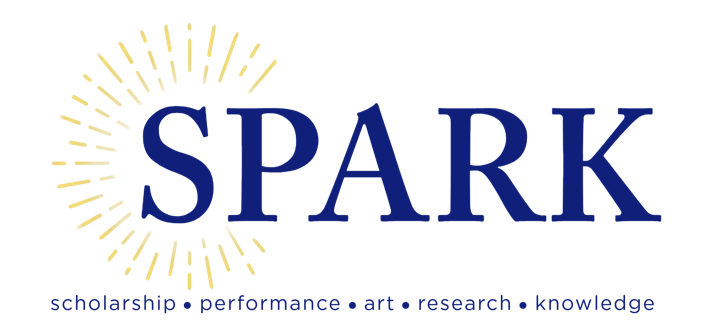 SPARK
scholarship • performance • art • research • knowledge